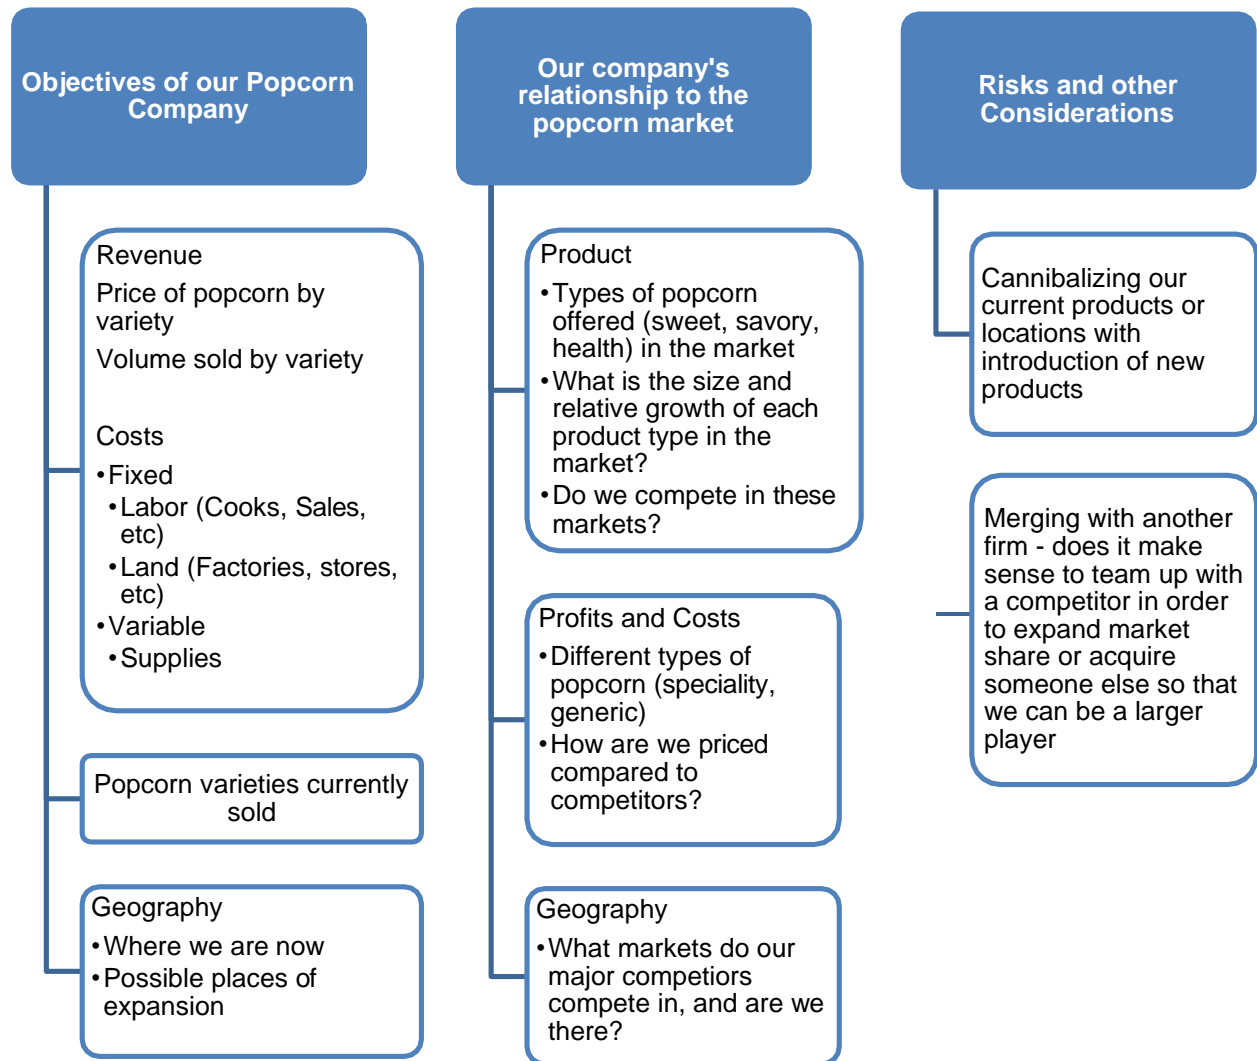 Objectives of our Popcorn
Company
Revenue
Price of popcorn by
variety
Volume sold by variety
Costs
•Fixed
•Labor (Cooks, Sales,
etc)
•Land (Factories, stores,
etc)
•Variable
•Supplies
Popcorn varieties currently
sold
Geography
•Where we are now
•Possible places of
expansion
Our company's
relationship to the
popcorn market
Product
•Types of popcorn
offered (sweet, savory,
health) in the market
•What is the size and
relative growth of each
product type in the
market?
•Do we compete in these
markets?
Profits and Costs
•Different types of
popcorn (speciality,
generic)
•How are we priced
compared to
competitors?
Geography
•What markets do our
major competiors
compete in, and are we
there?
Risks and other
Considerations
Cannibalizing our
current products or
locations with
introduction of new
products
Merging with another
firm - does it make
sense to team up with
a competitor in order
to expand market
share or acquire
someone else so that
we can be a larger
player